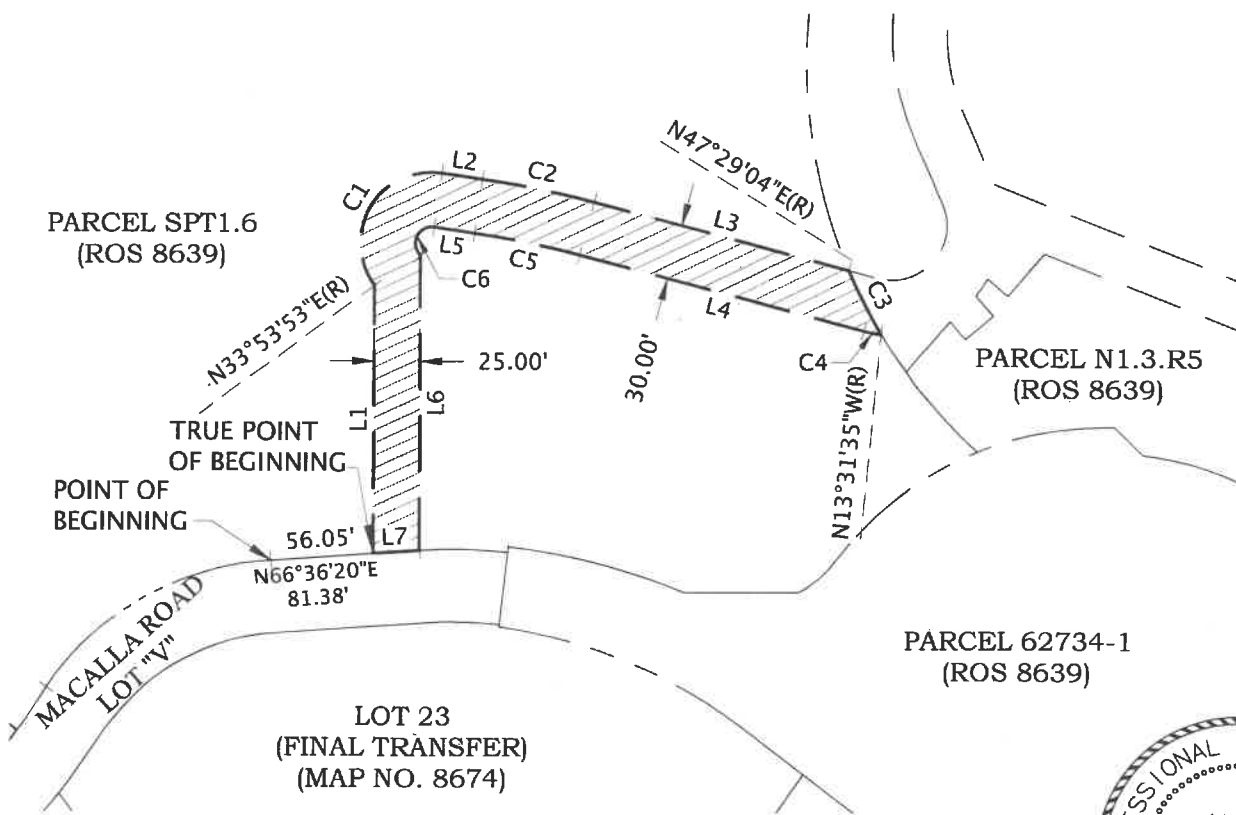 N47°29'04"E(R)
L2
C2
C1
L3
PARCEL SPT1.6
(ROS 8639)
L5
C5
C6
C3
L4
N33°53'53"E(R)
25.00'
30.00'
C4
PARCEL N1.3.R5
(ROS 8639)
L1
L6
N13°31'35"W(R)
TRUE POINT
OF BEGINNING
POINT OF
BEGINNING
56.05'
L7
N66°36'20"E
81.38'
MACALLA ROAD
LOT "V"
PARCEL 62734-1
(ROS 8639)
LOT 23
(FINAL TRANSFER)
(MAP NO. 8674)
SSIONAL